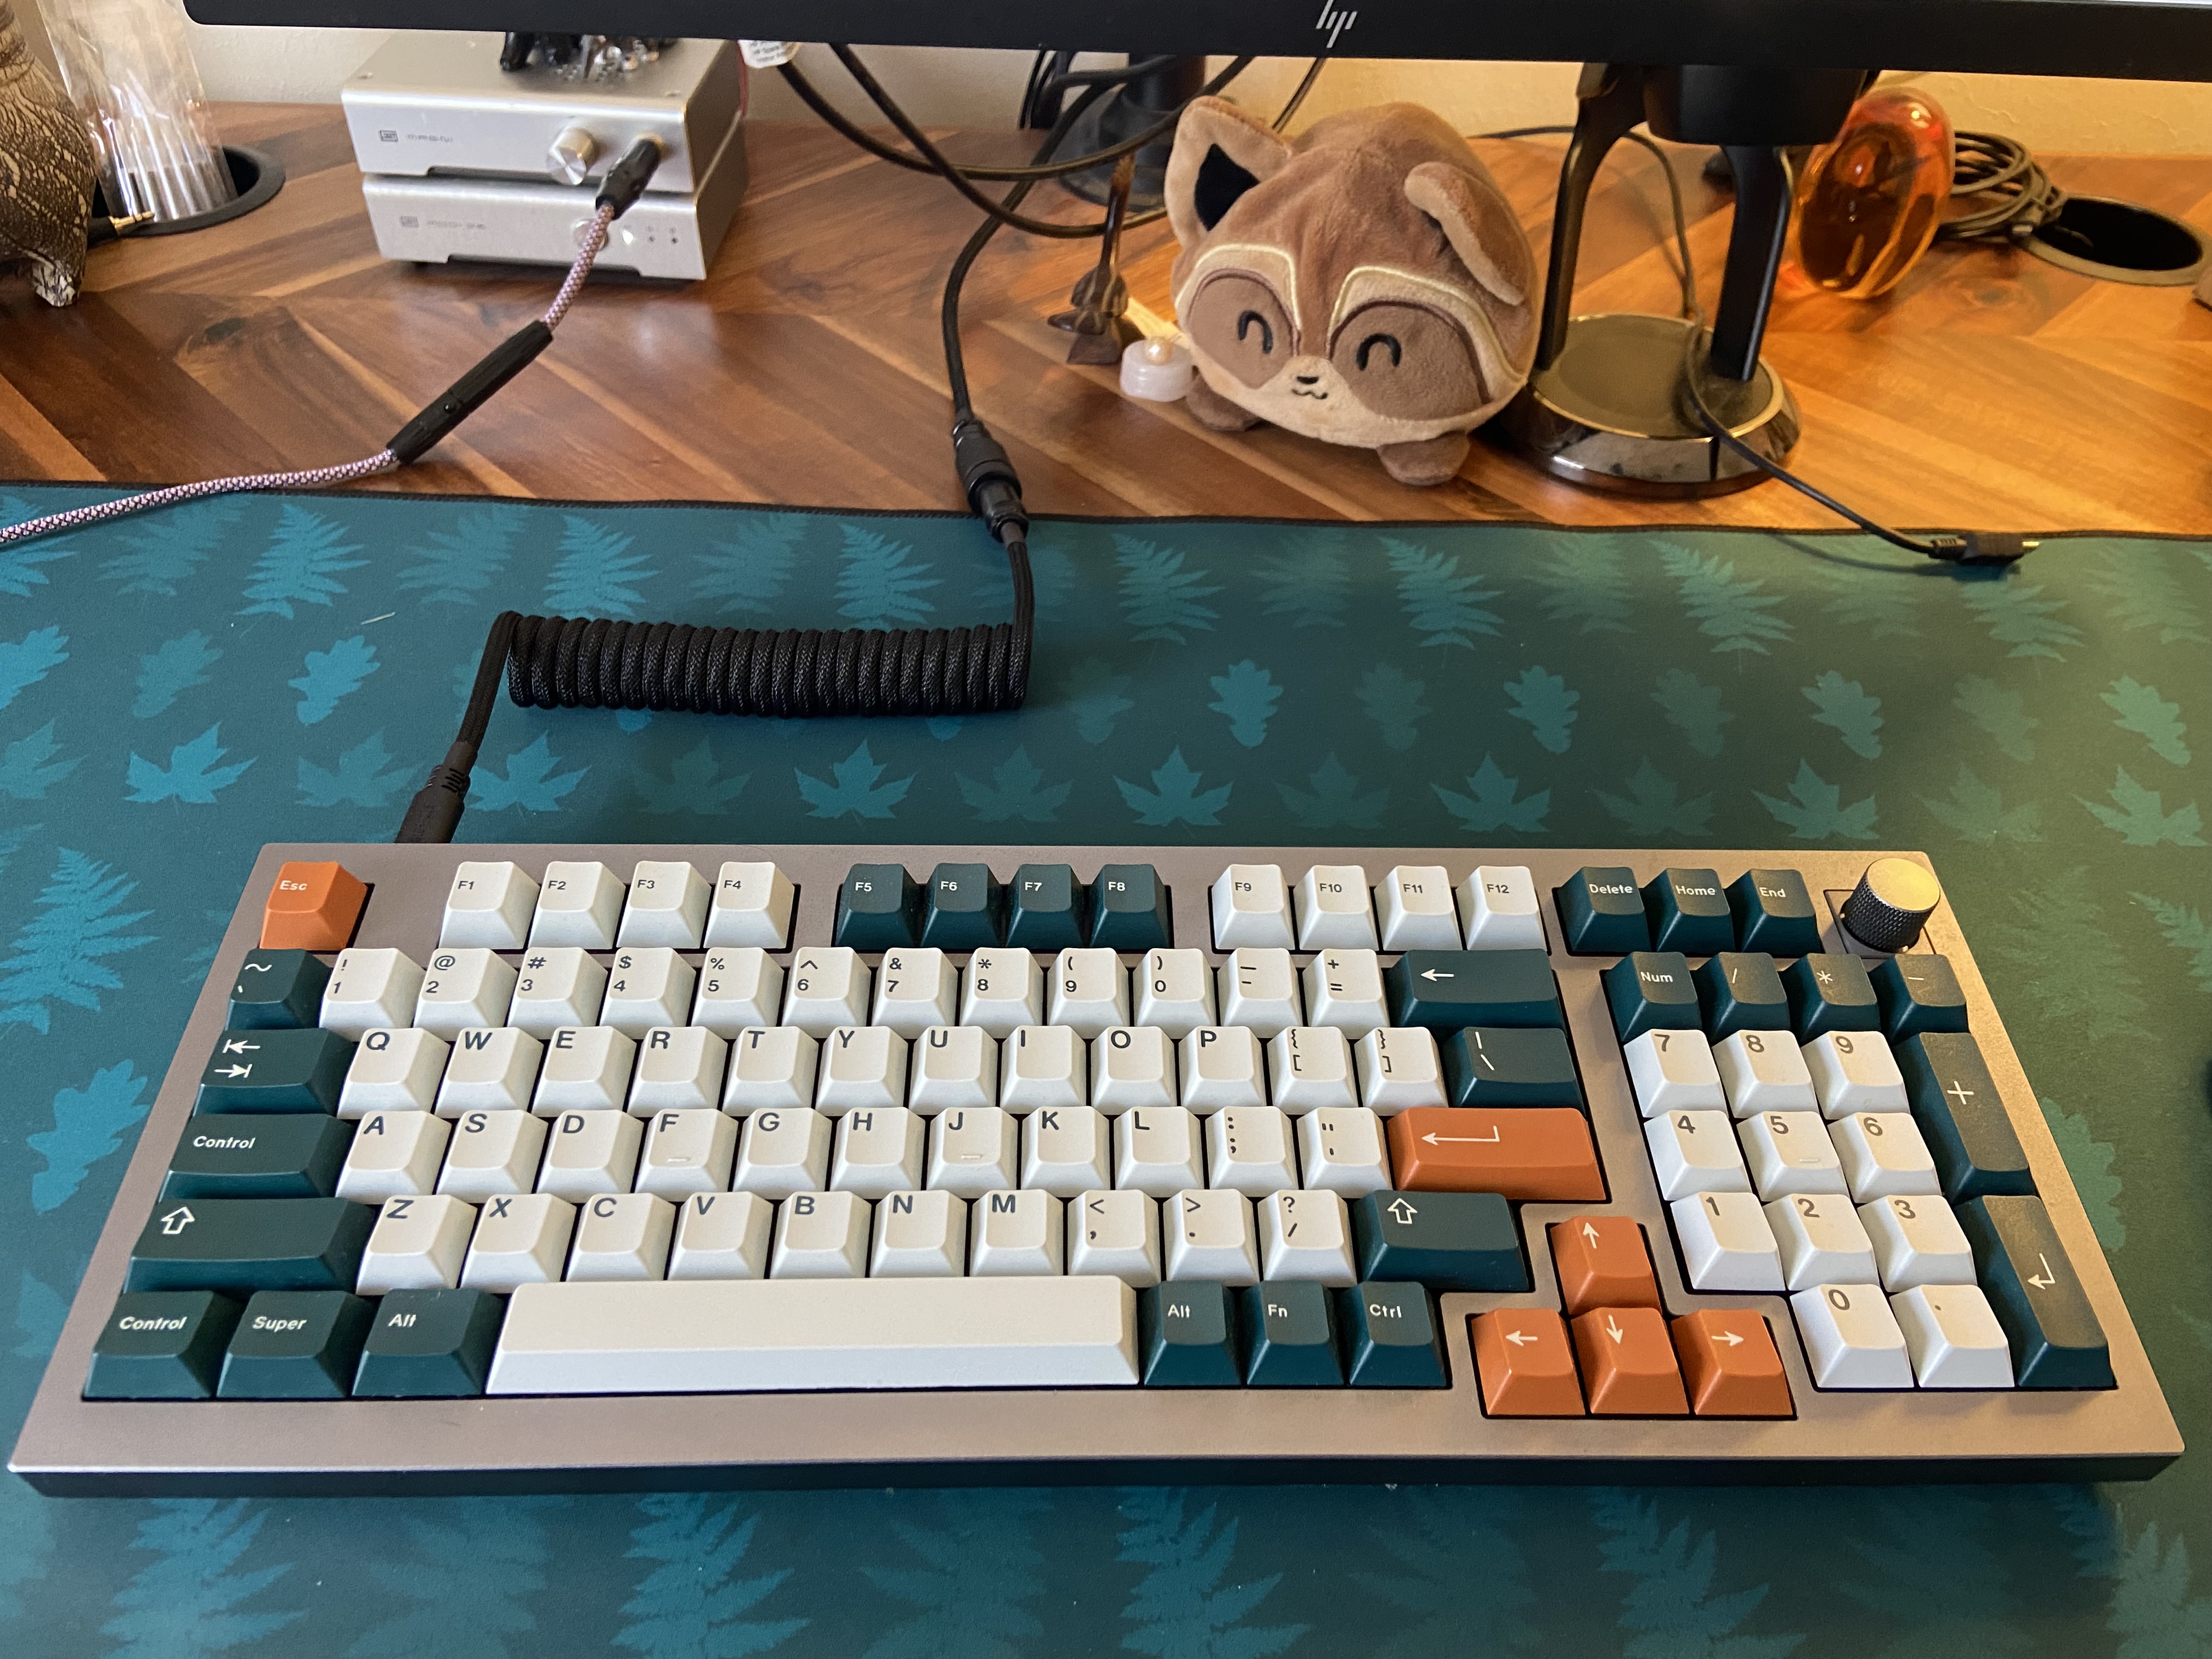 hp
Esc F1 F2 F3 F4 F5 F6 F7 F8 F9 F10 F11 F12 Delete Home End
~ ! @ # $ % ^ & * ( ) — + ← Num / * −
` 1 2 3 4 5 6 7 8 9 0 - =
⇤ Q W E R T Y U I O P { } | 7 8 9 +
⇥ [ ] \
Control A S D F G H J K L : " ↵ 4 5 6
; '
⇧ Z X C V B N M < > ? ⇧ ↑ 1 2 3 ↵
, . /
Control Super Alt Alt Fn Ctrl ← ↓ → 0 .